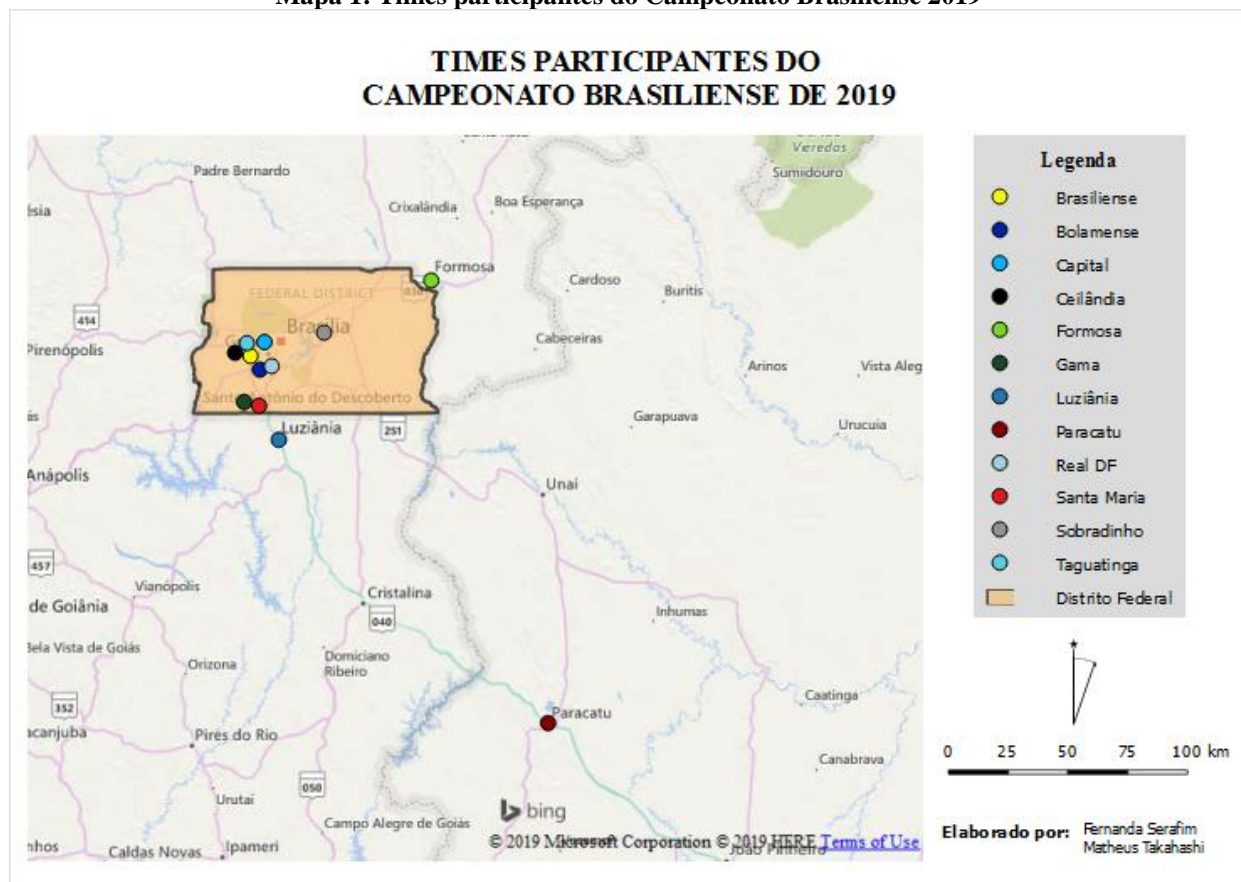 Mapa 1: Times participantes do Campeonato Brasiliense 2019
TIMES PARTICIPANTES DO
CAMPEONATO BRASILIENSE DE 2019
Veredas
Sumidouro
Padre Bernardo
Crixalândia
Boa Esperança
Formosa
FEDERAL DISTRICT
Cardoso
Buritis
414
Brasília
Pirenópolis
Cabeceiras
Arinos
Vista Aleg
Santo Antônio do Descoberto
Garapuava
Luziânia
251
Urucuia
Anápolis
Unaí
457
Vianópolis
de Goiânia
Cristalina
040
Inhumas
Bela Vista de Goiás
Orizona
Domiciano
Ribeiro
352
Caatinga
Paracatu
acanjuba
Pires do Rio
Canabrava
050
Urutaí
bing
Campo Alegre de Goiás
© 2019 Microsoft Corporation © 2019 HERE Terms of Use
nhos
Caldas Novas
Ipameri
João Pinheiro
Legenda
Brasiliense
Bolamense
Capital
Ceilândia
Formosa
Gama
Luziânia
Paracatu
Real DF
Santa Maria
Sobradinho
Taguatinga
Distrito Federal
0 25 50 75 100 km
Elaborado por: Fernanda Serafim
Matheus Takahashi